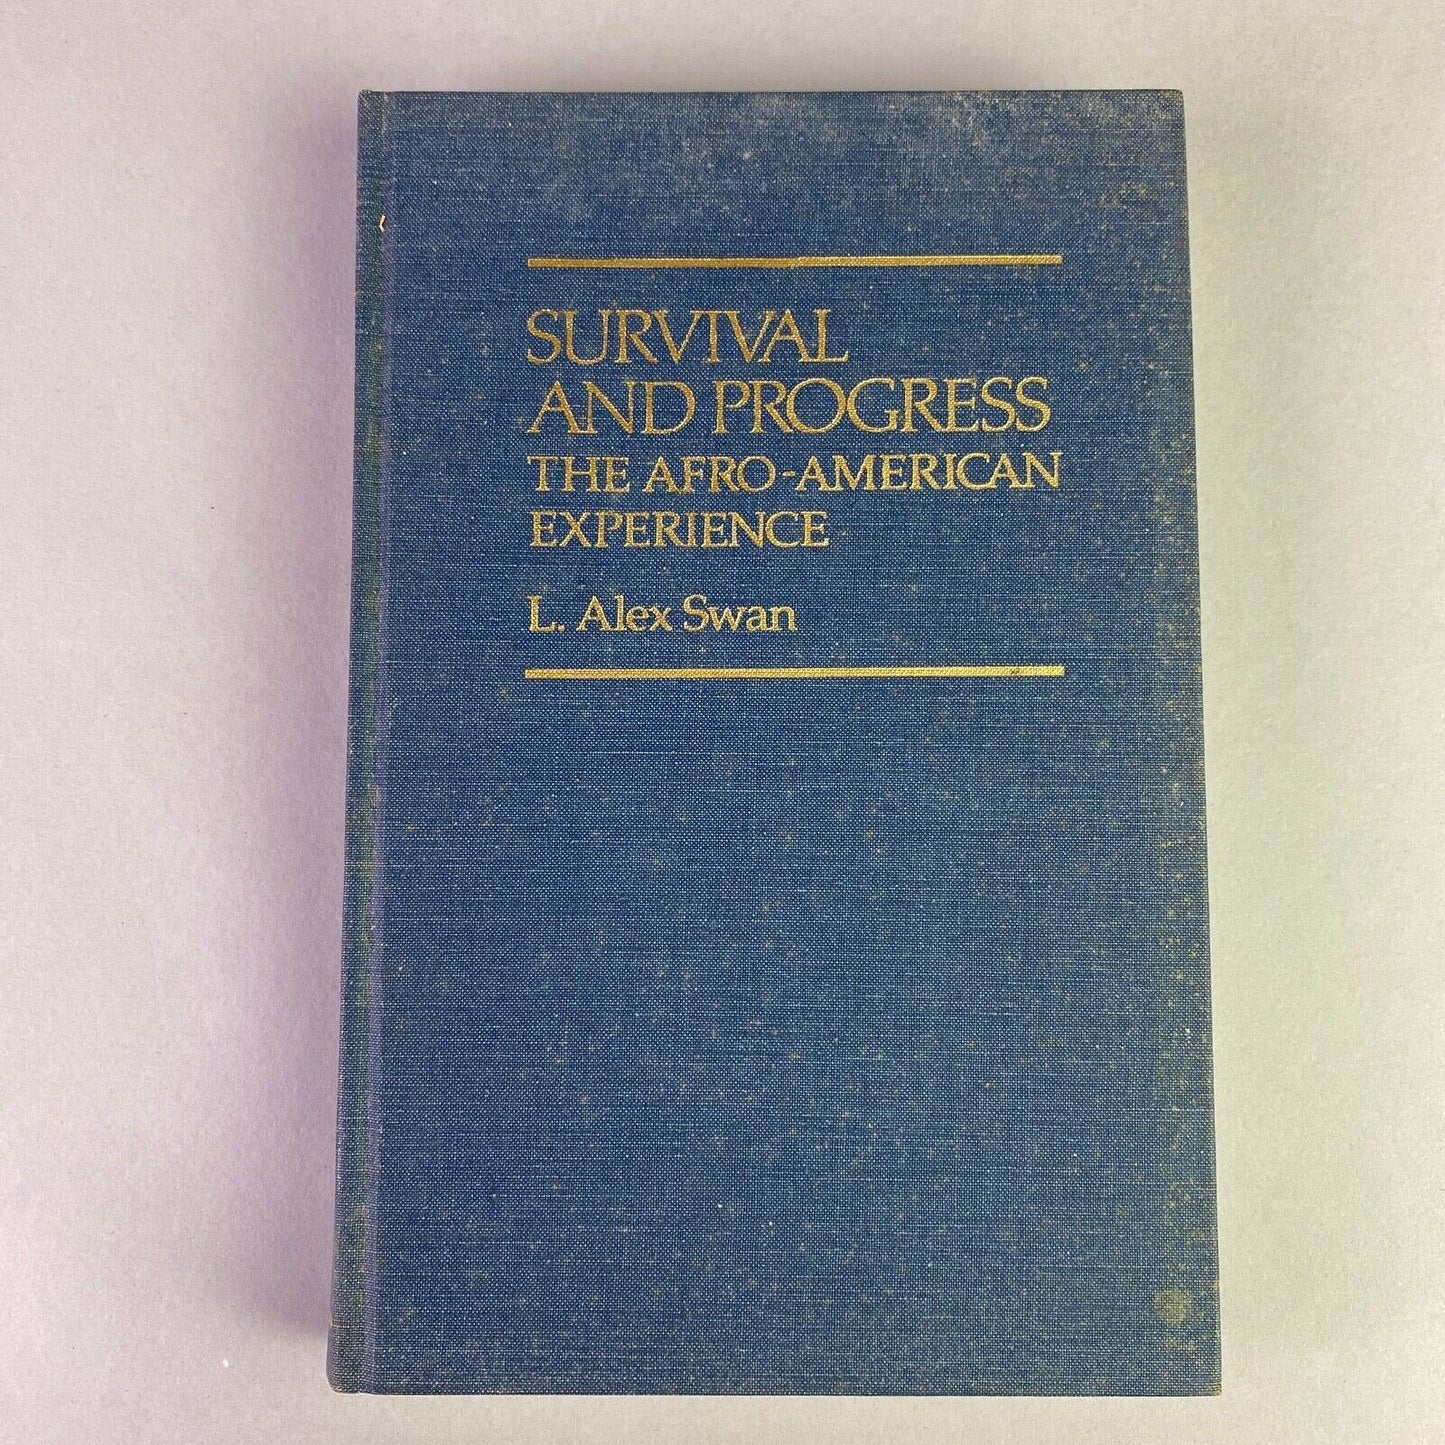 SURVIVAL
AND PROGRESS
THE AFRO-AMERICAN
EXPERIENCE
L. Alex Swan